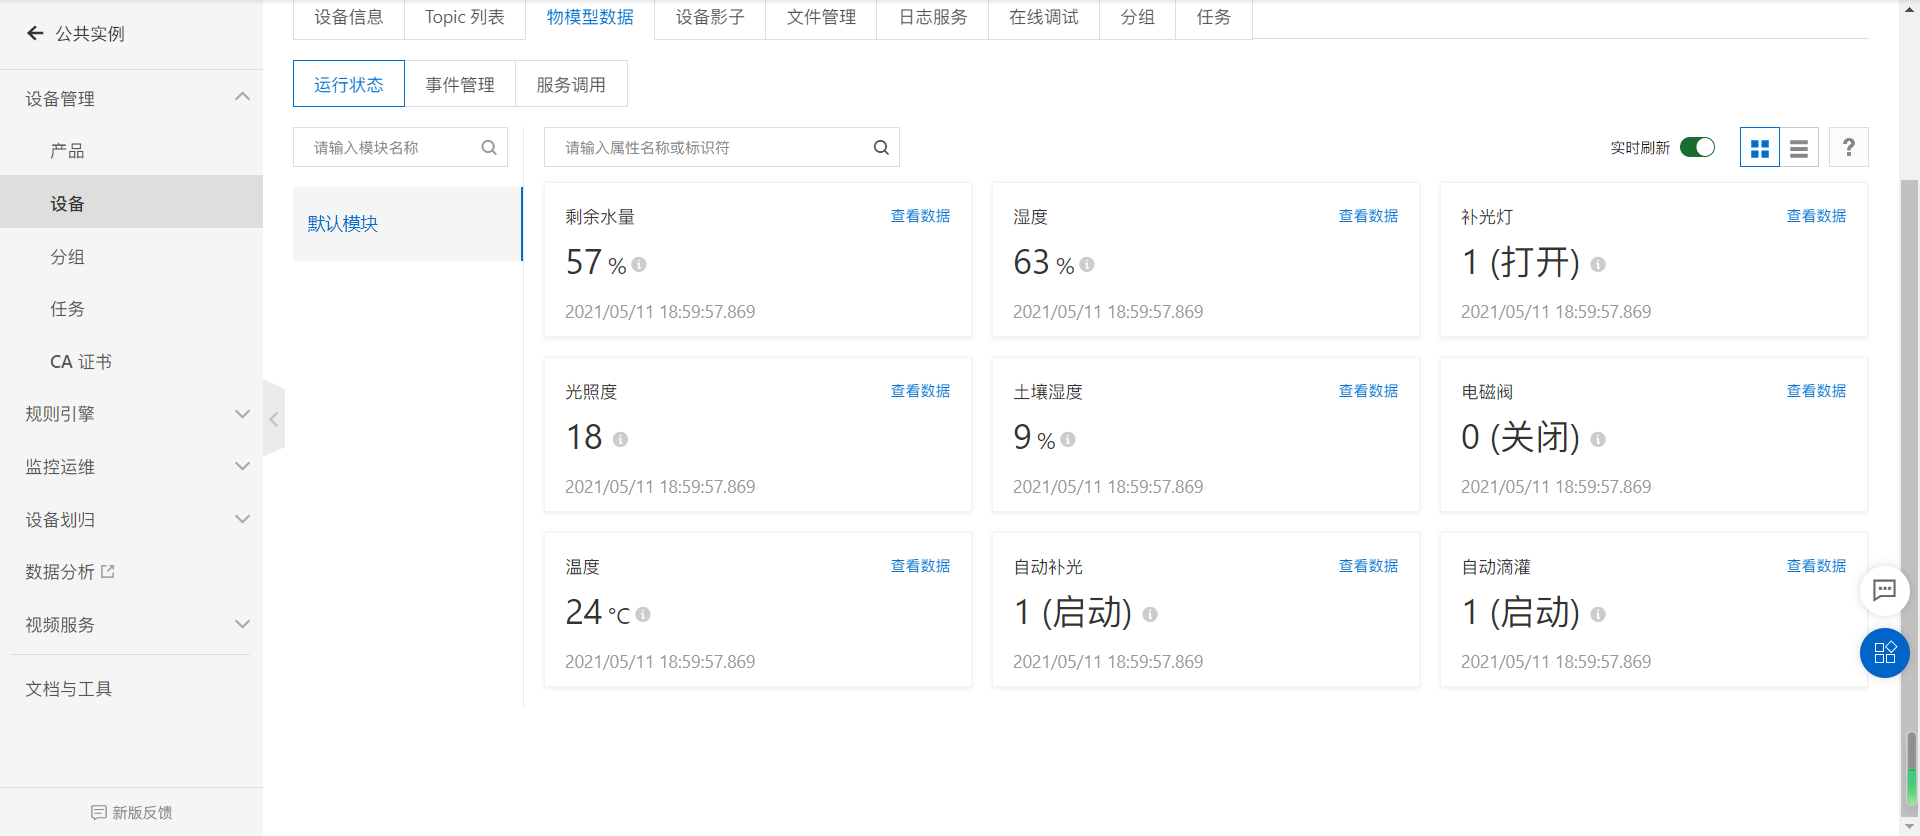 公共实例
设备管理
产品
设备
分组
任务
CA 证书
规则引擎
监控运维
设备划归
数据分析
视频服务
文档与工具
新版反馈
设备信息 Topic 列表 物模型数据 设备影子 文件管理 日志服务 在线调试 分组 任务
运行状态 事件管理 服务调用
请输入模块名称 请输入属性名称或标识符 实时刷新 ?
默认模块
剩余水量 查看数据
57 %
2021/05/11 18:59:57.869
湿度 查看数据
63 %
2021/05/11 18:59:57.869
补光灯 查看数据
1 (打开)
2021/05/11 18:59:57.869
光照度 查看数据
18
2021/05/11 18:59:57.869
土壤湿度 查看数据
9 %
2021/05/11 18:59:57.869
电磁阀 查看数据
0 (关闭)
2021/05/11 18:59:57.869
温度 查看数据
24 °C
2021/05/11 18:59:57.869
自动补光 查看数据
1 (启动)
2021/05/11 18:59:57.869
自动滴灌 查看数据
1 (启动)
2021/05/11 18:59:57.869